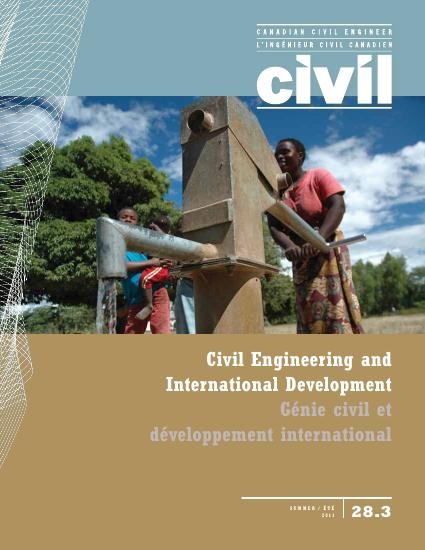 CANADIAN CIVIL ENGINEER
L'INGÉNIEUR CIVIL CANADIEN
cìvíl
Civil Engineering and
International Development
Génie civil et
développement international
SUMMER / ÉTÉ
2011
28.3